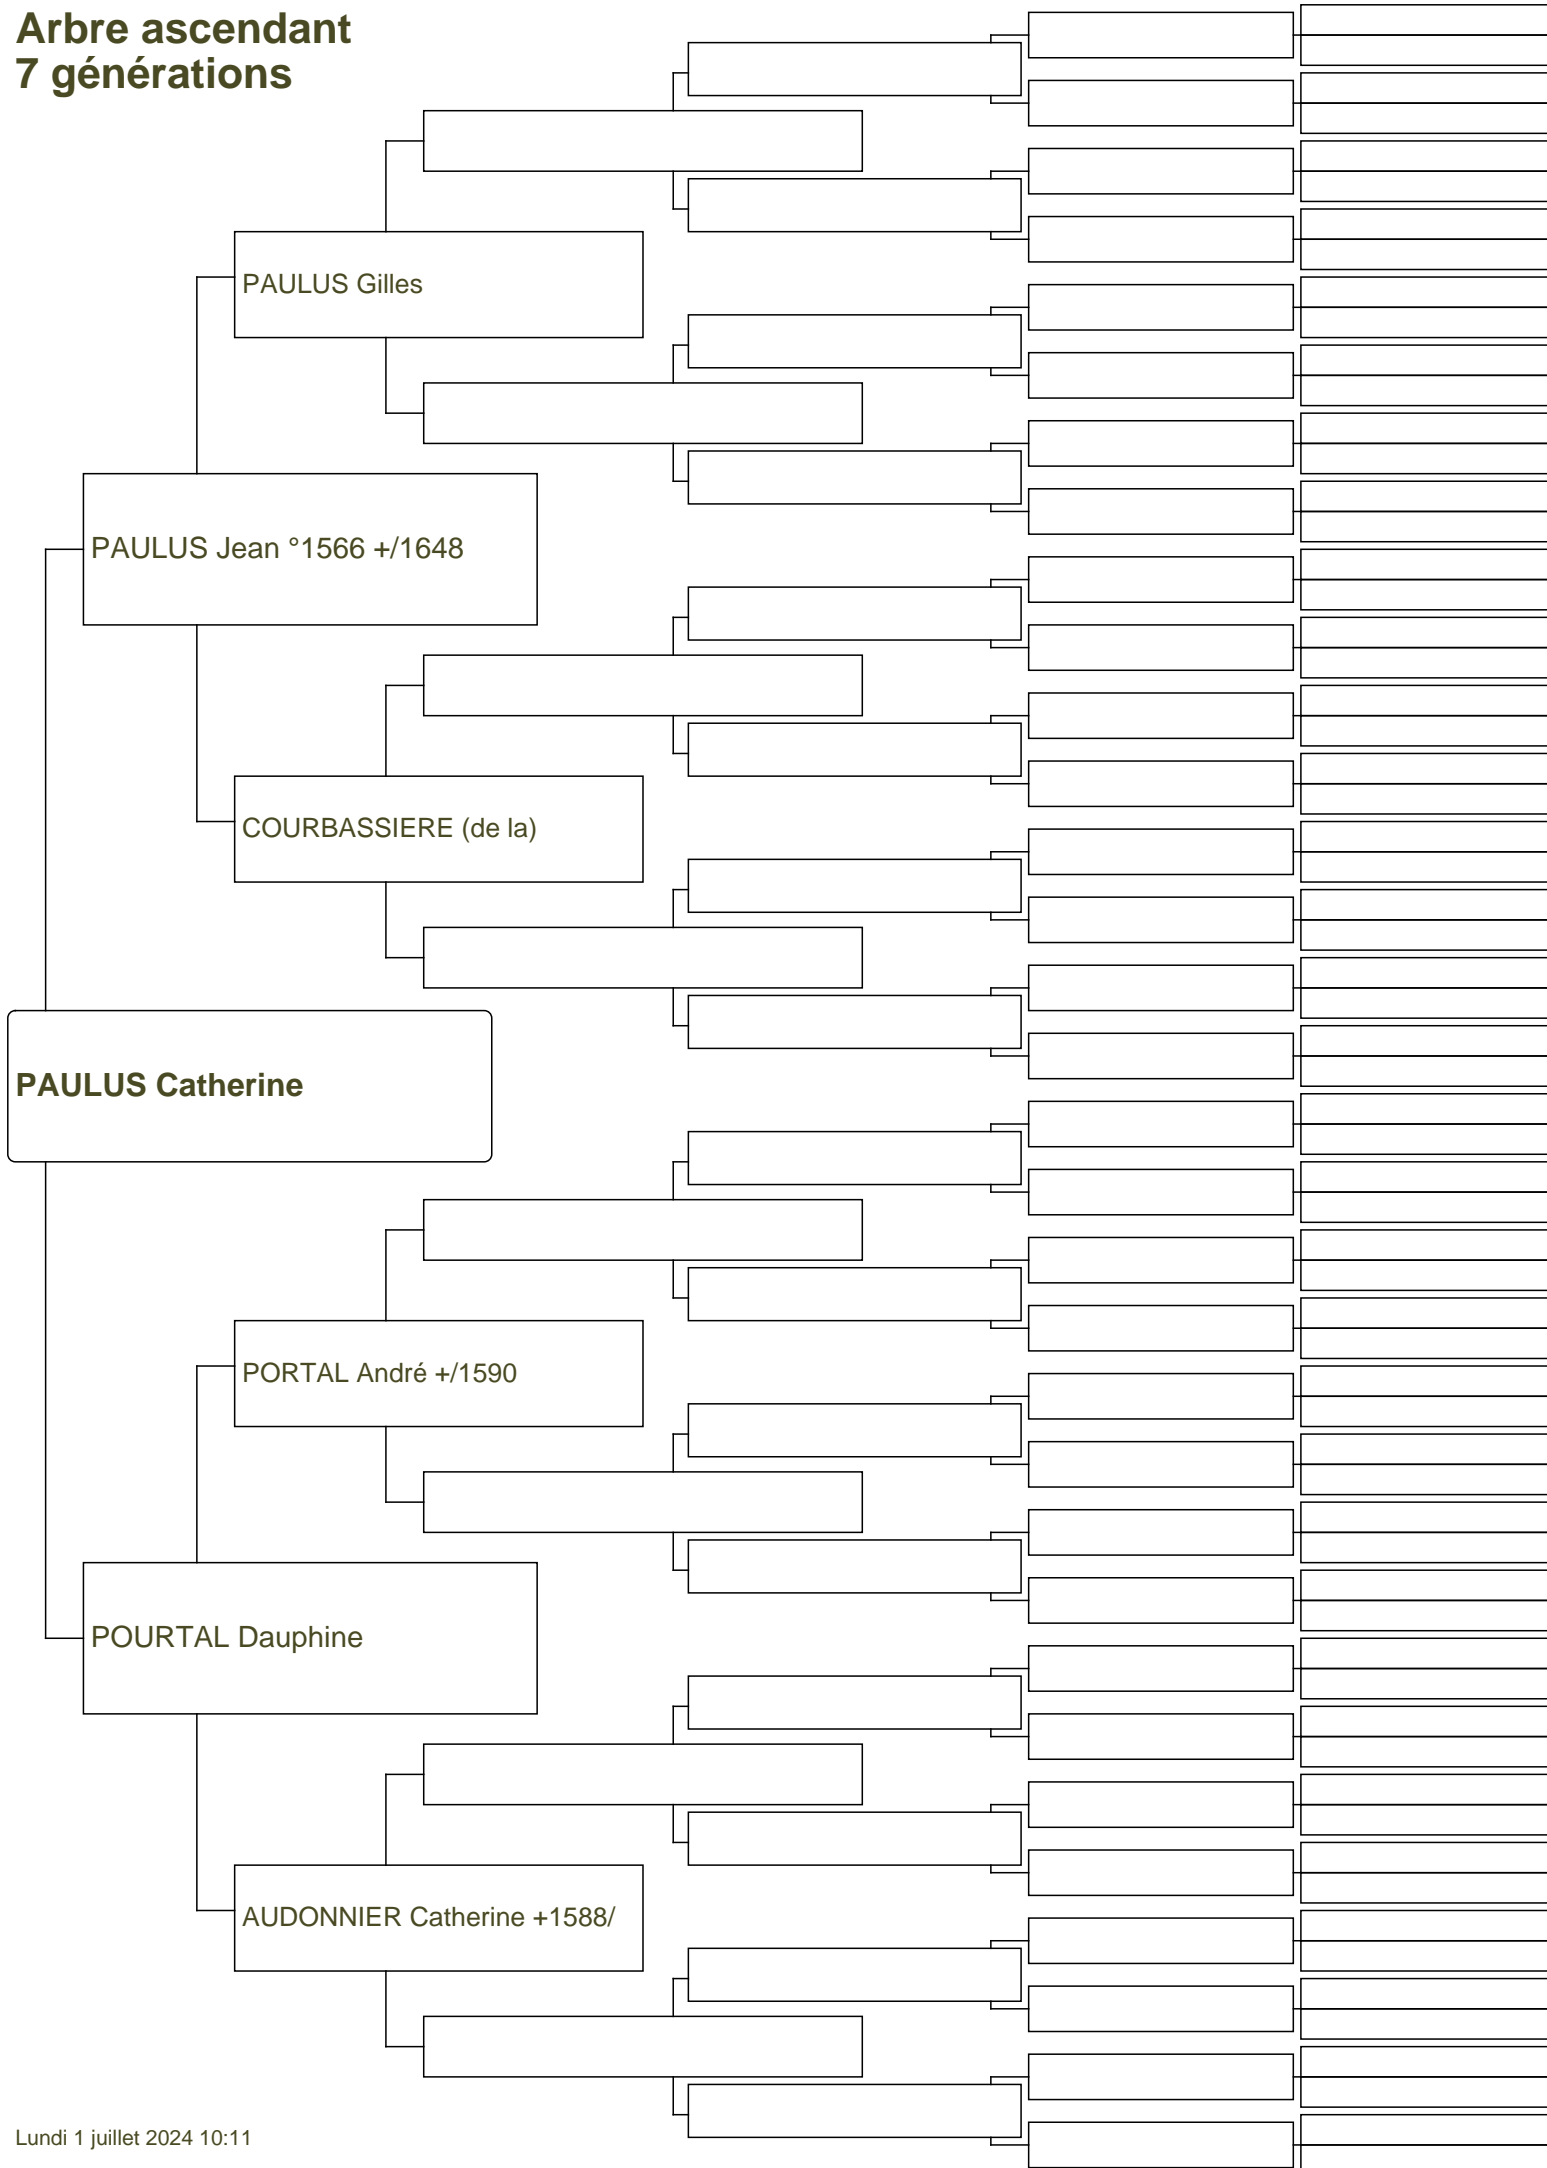 Arbre ascendant
7 générations
PAULUS Gilles
PAULUS Jean °1566 +/1648
COURBASSIERE (de la)
PAULUS Catherine
PORTAL André +/1590
POURTAL Dauphine
AUDONNIER Catherine +1588/
Lundi 1 juillet 2024 10:11